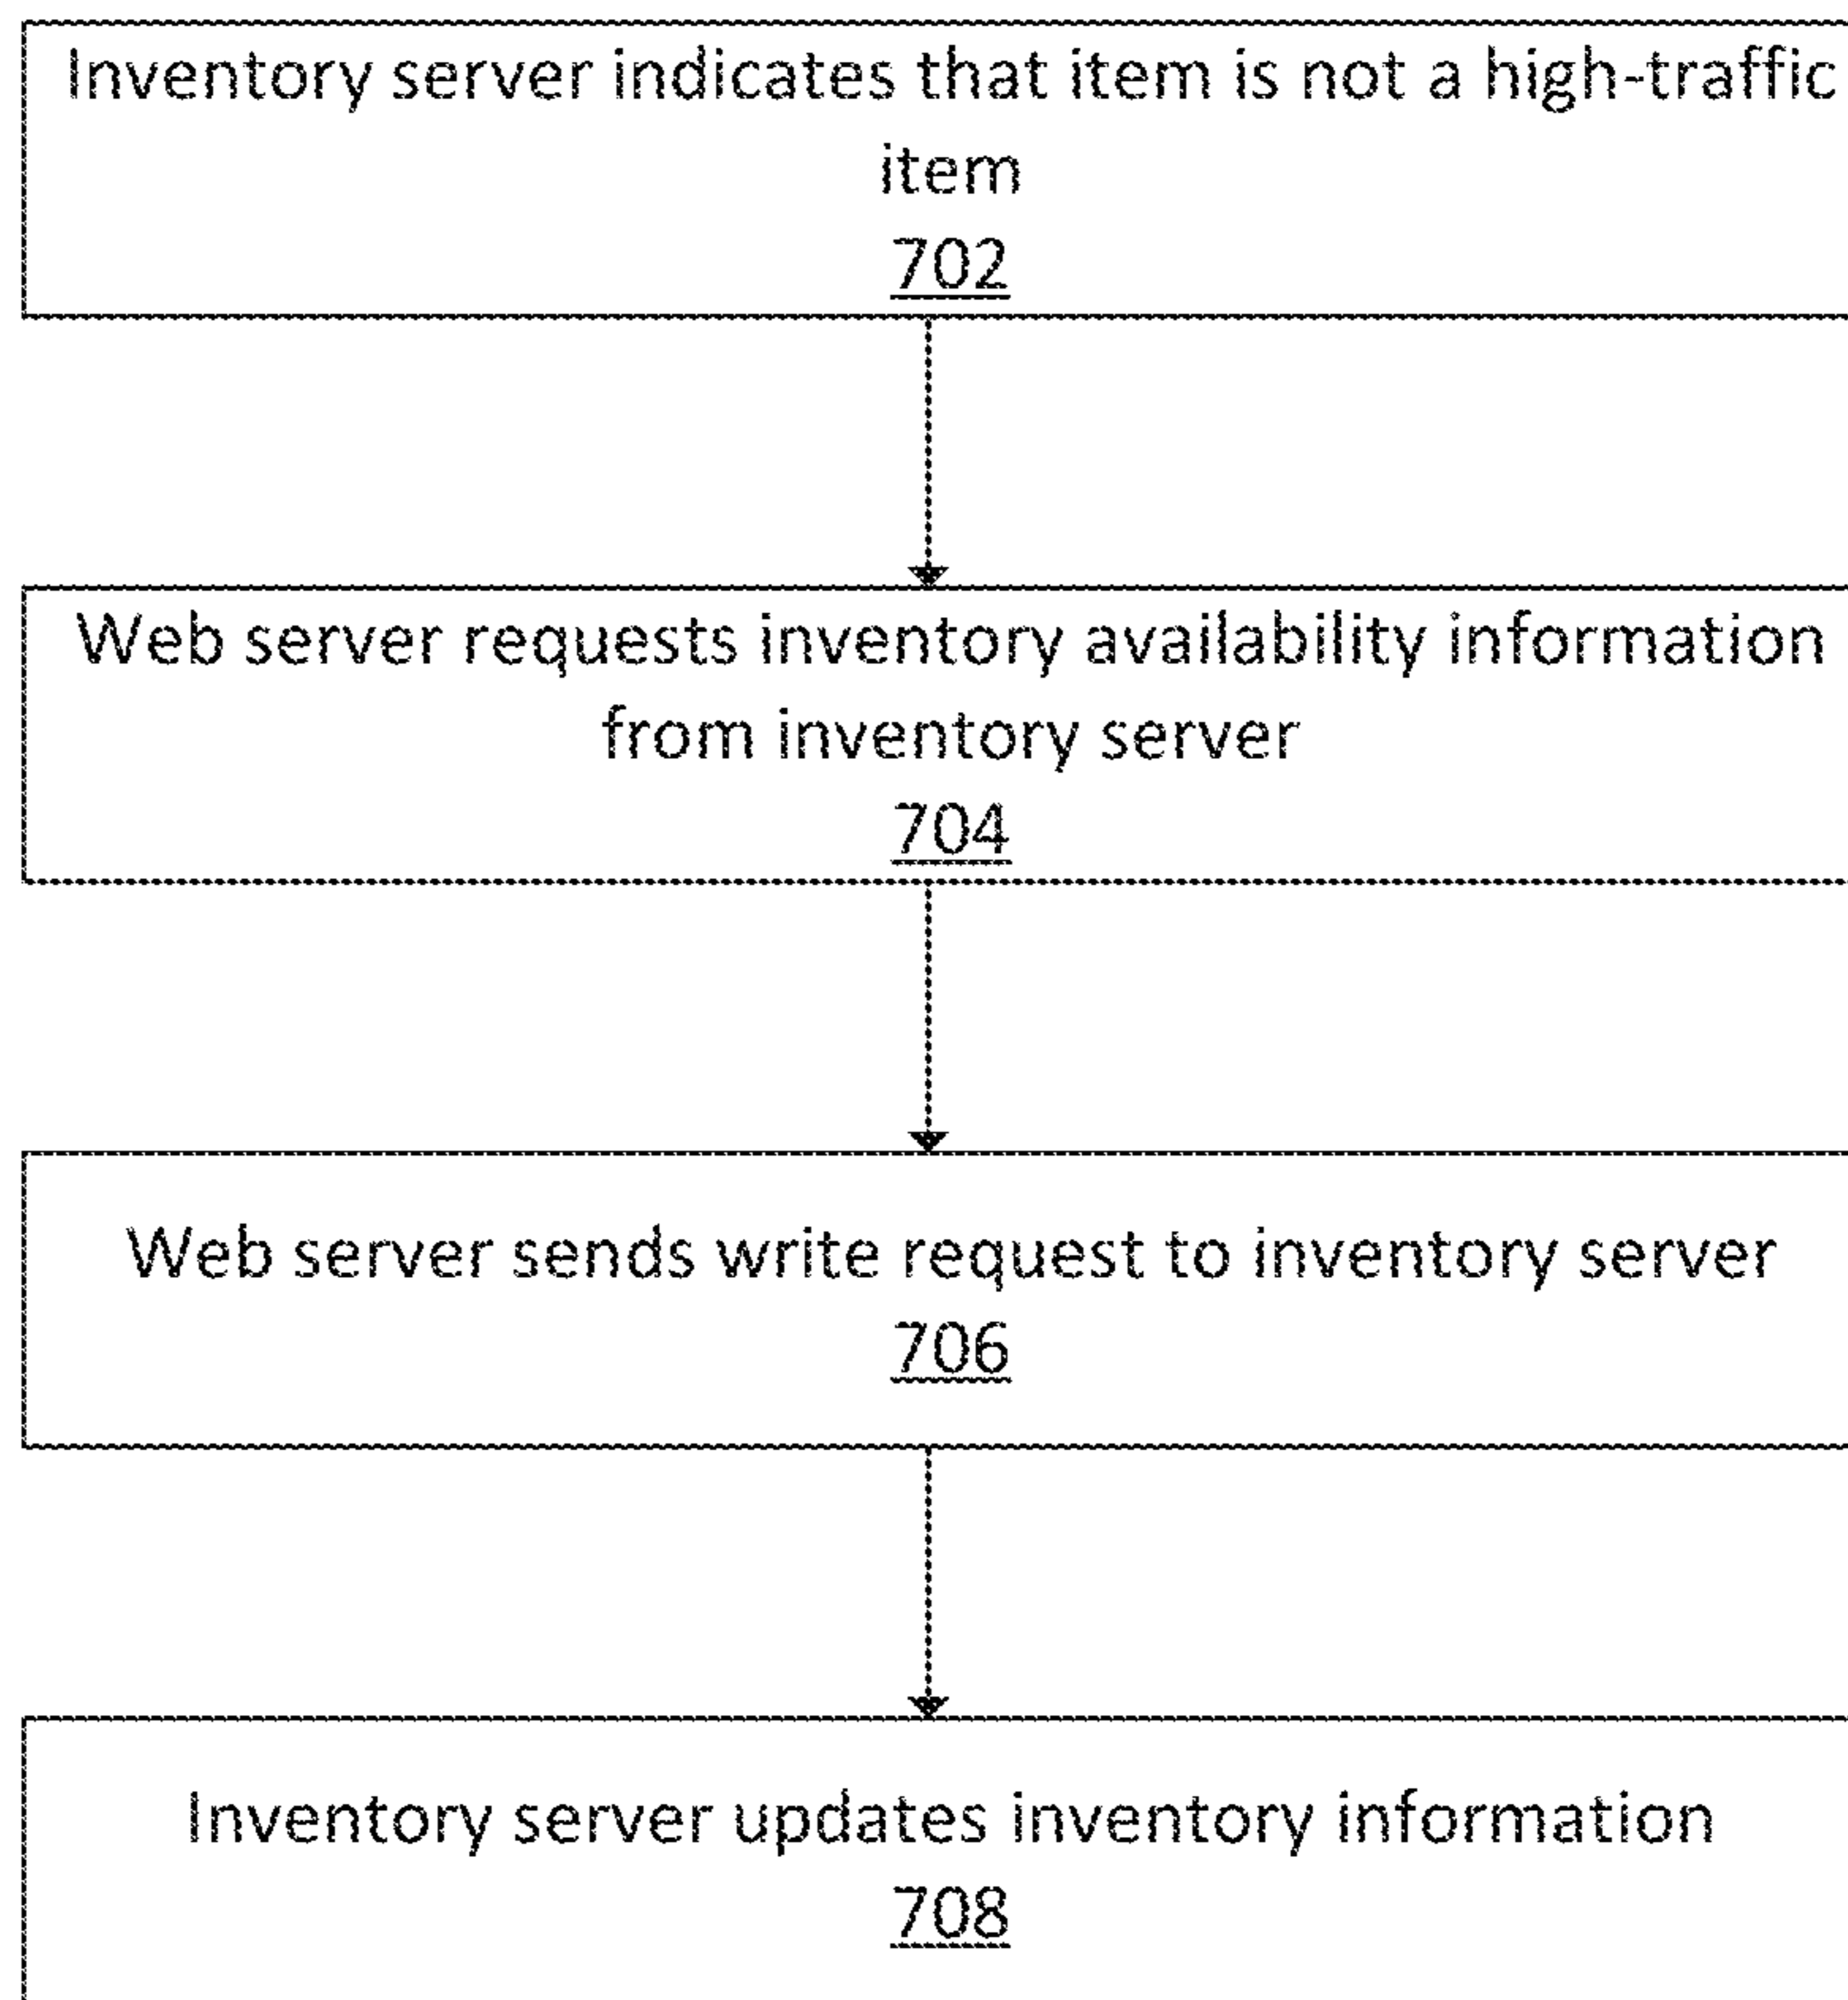 Inventory server indicates that item is not a high-traffic
item
702
Web server requests inventory availability information
from inventory server
704
Web server sends write request to inventory server
706
Inventory server updates inventory information
708